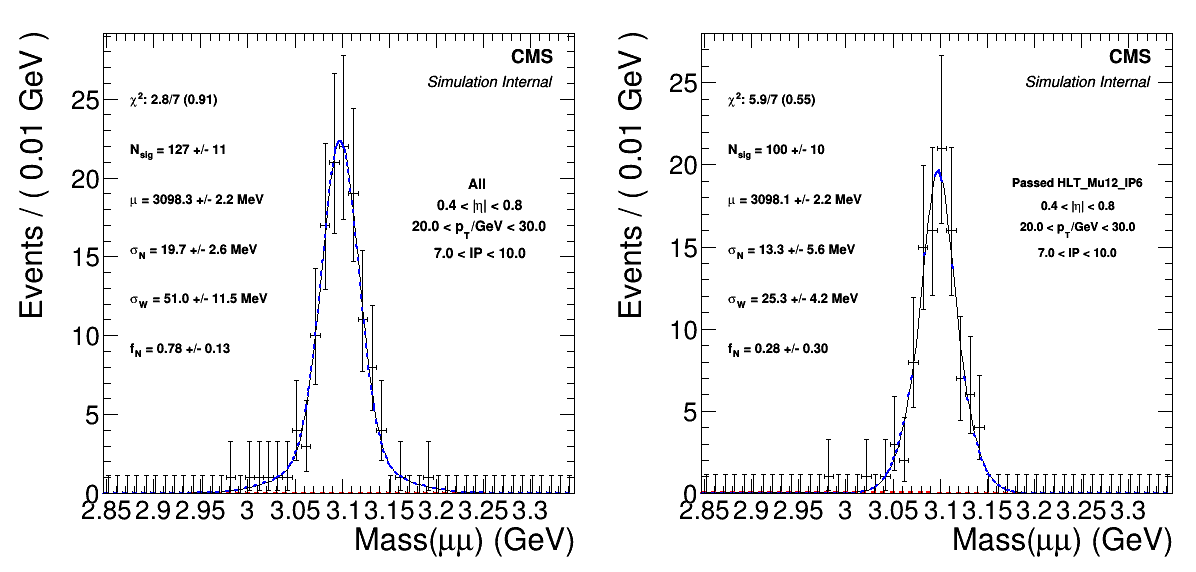 Events / ( 0.01 GeV )
CMS
Simulation Internal
χ²: 2.8/7 (0.91)
N_sig = 127 +/- 11
μ = 3098.3 +/- 2.2 MeV
σ_N = 19.7 +/- 2.6 MeV
σ_W = 51.0 +/- 11.5 MeV
f_N = 0.78 +/- 0.13
All
0.4 < |η| < 0.8
20.0 < p_T/GeV < 30.0
7.0 < IP < 10.0
25
20
15
10
5
0
2.85 2.9 2.95 3 3.05 3.1 3.15 3.2 3.25 3.3
Mass(μμ) (GeV)
Events / ( 0.01 GeV )
CMS
Simulation Internal
χ²: 5.9/7 (0.55)
N_sig = 100 +/- 10
μ = 3098.1 +/- 2.2 MeV
σ_N = 13.3 +/- 5.6 MeV
σ_W = 25.3 +/- 4.2 MeV
f_N = 0.28 +/- 0.30
Passed HLT_Mu12_IP6
0.4 < |η| < 0.8
20.0 < p_T/GeV < 30.0
7.0 < IP < 10.0
25
20
15
10
5
0
2.85 2.9 2.95 3 3.05 3.1 3.15 3.2 3.25 3.3
Mass(μμ) (GeV)